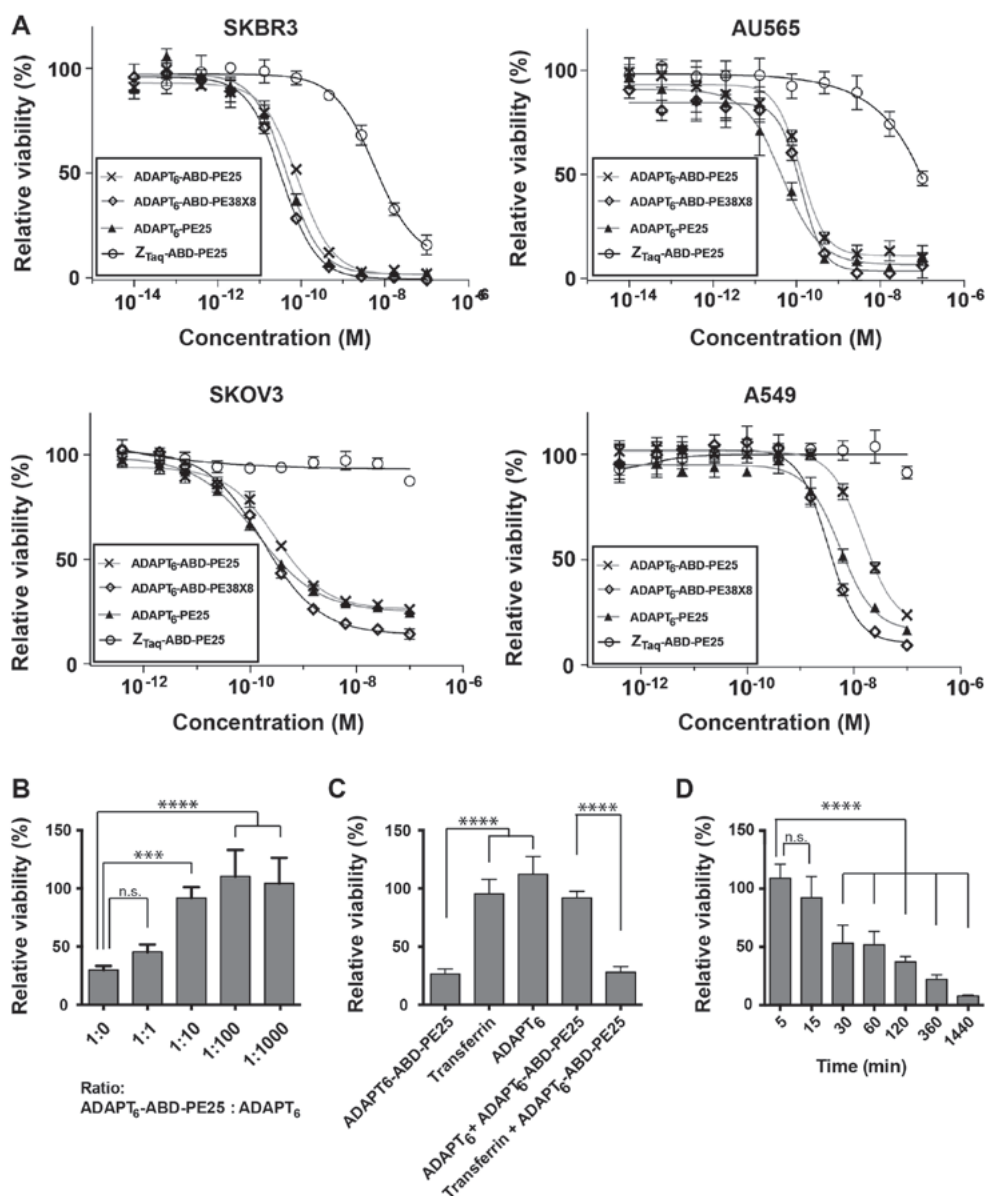 A
SKBR3
Relative viability (%)
100
50
0
ADAPT6-ABD-PE25
ADAPT6-ABD-PE38X8
ADAPT6-PE25
ZTaq-ABD-PE25
10-14 10-12 10-10 10-8 10-6
Concentration (M)
AU565
Relative viability (%)
100
50
0
ADAPT6-ABD-PE25
ADAPT6-ABD-PE38X8
ADAPT6-PE25
ZTaq-ABD-PE25
10-14 10-12 10-10 10-8 10-6
Concentration (M)
SKOV3
Relative viability (%)
100
50
0
ADAPT6-ABD-PE25
ADAPT6-ABD-PE38X8
ADAPT6-PE25
ZTaq-ABD-PE25
10-12 10-10 10-8 10-6
Concentration (M)
A549
Relative viability (%)
100
50
0
ADAPT6-ABD-PE25
ADAPT6-ABD-PE38X8
ADAPT6-PE25
ZTaq-ABD-PE25
10-12 10-10 10-8 10-6
Concentration (M)
B
Relative viability (%)
150
100
50
0
****
***
n.s.
1:0 1:1 1:10 1:100 1:1000
Ratio:
ADAPT6-ABD-PE25 : ADAPT6
C
Relative viability (%)
150
100
50
0
**** ****
ADAPT6-ABD-PE25
Transferrin
ADAPT6
ADAPT6+ ADAPT6-ABD-PE25
Transferrin + ADAPT6-ABD-PE25
D
Relative viability (%)
150
100
50
0
****
n.s.
5 15 30 60 120 360 1440
Time (min)